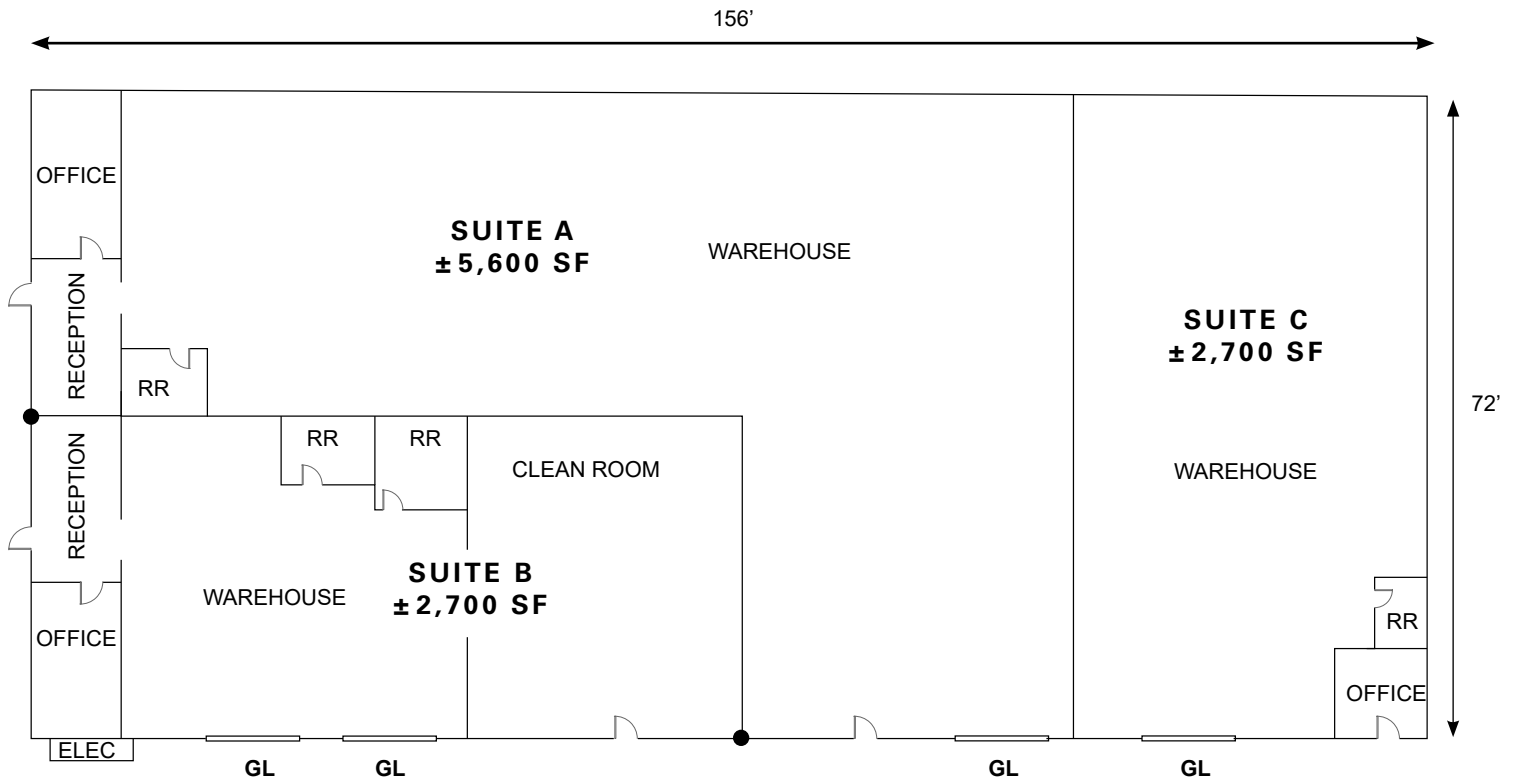 156’
OFFICE
SUITE A
±5,600 SF
WAREHOUSE
RECEPTION
RR
SUITE C
±2,700 SF
72’
RECEPTION
RR
RR
CLEAN ROOM
WAREHOUSE
SUITE B
±2,700 SF
WAREHOUSE
OFFICE
RR
OFFICE
ELEC
GL
GL
GL
GL